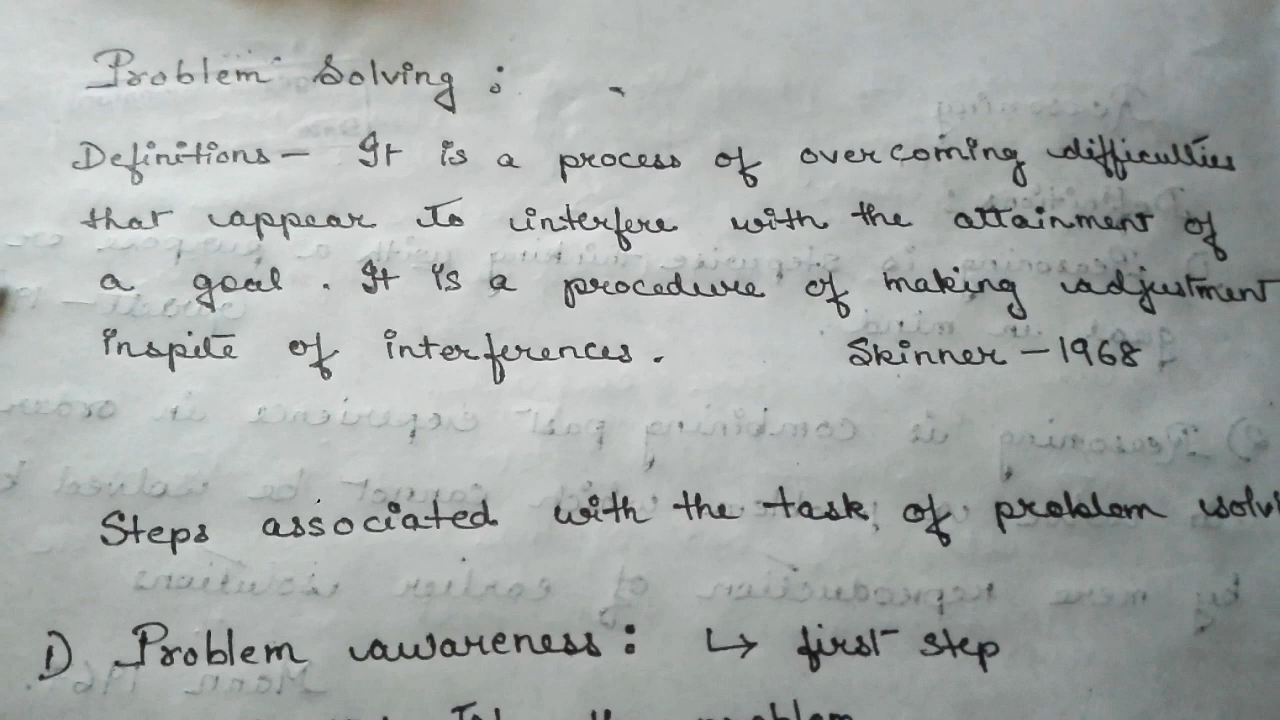 Problem Solving :
Definitions — It is a process of overcoming difficulties
that appear to interfere with the attainment of
a goal . It is a procedure of making adjustment
inspite of interferences . Skinner — 1968
Steps associated with the task of problem solvi
1) Problem awareness : ↳ first step
problem